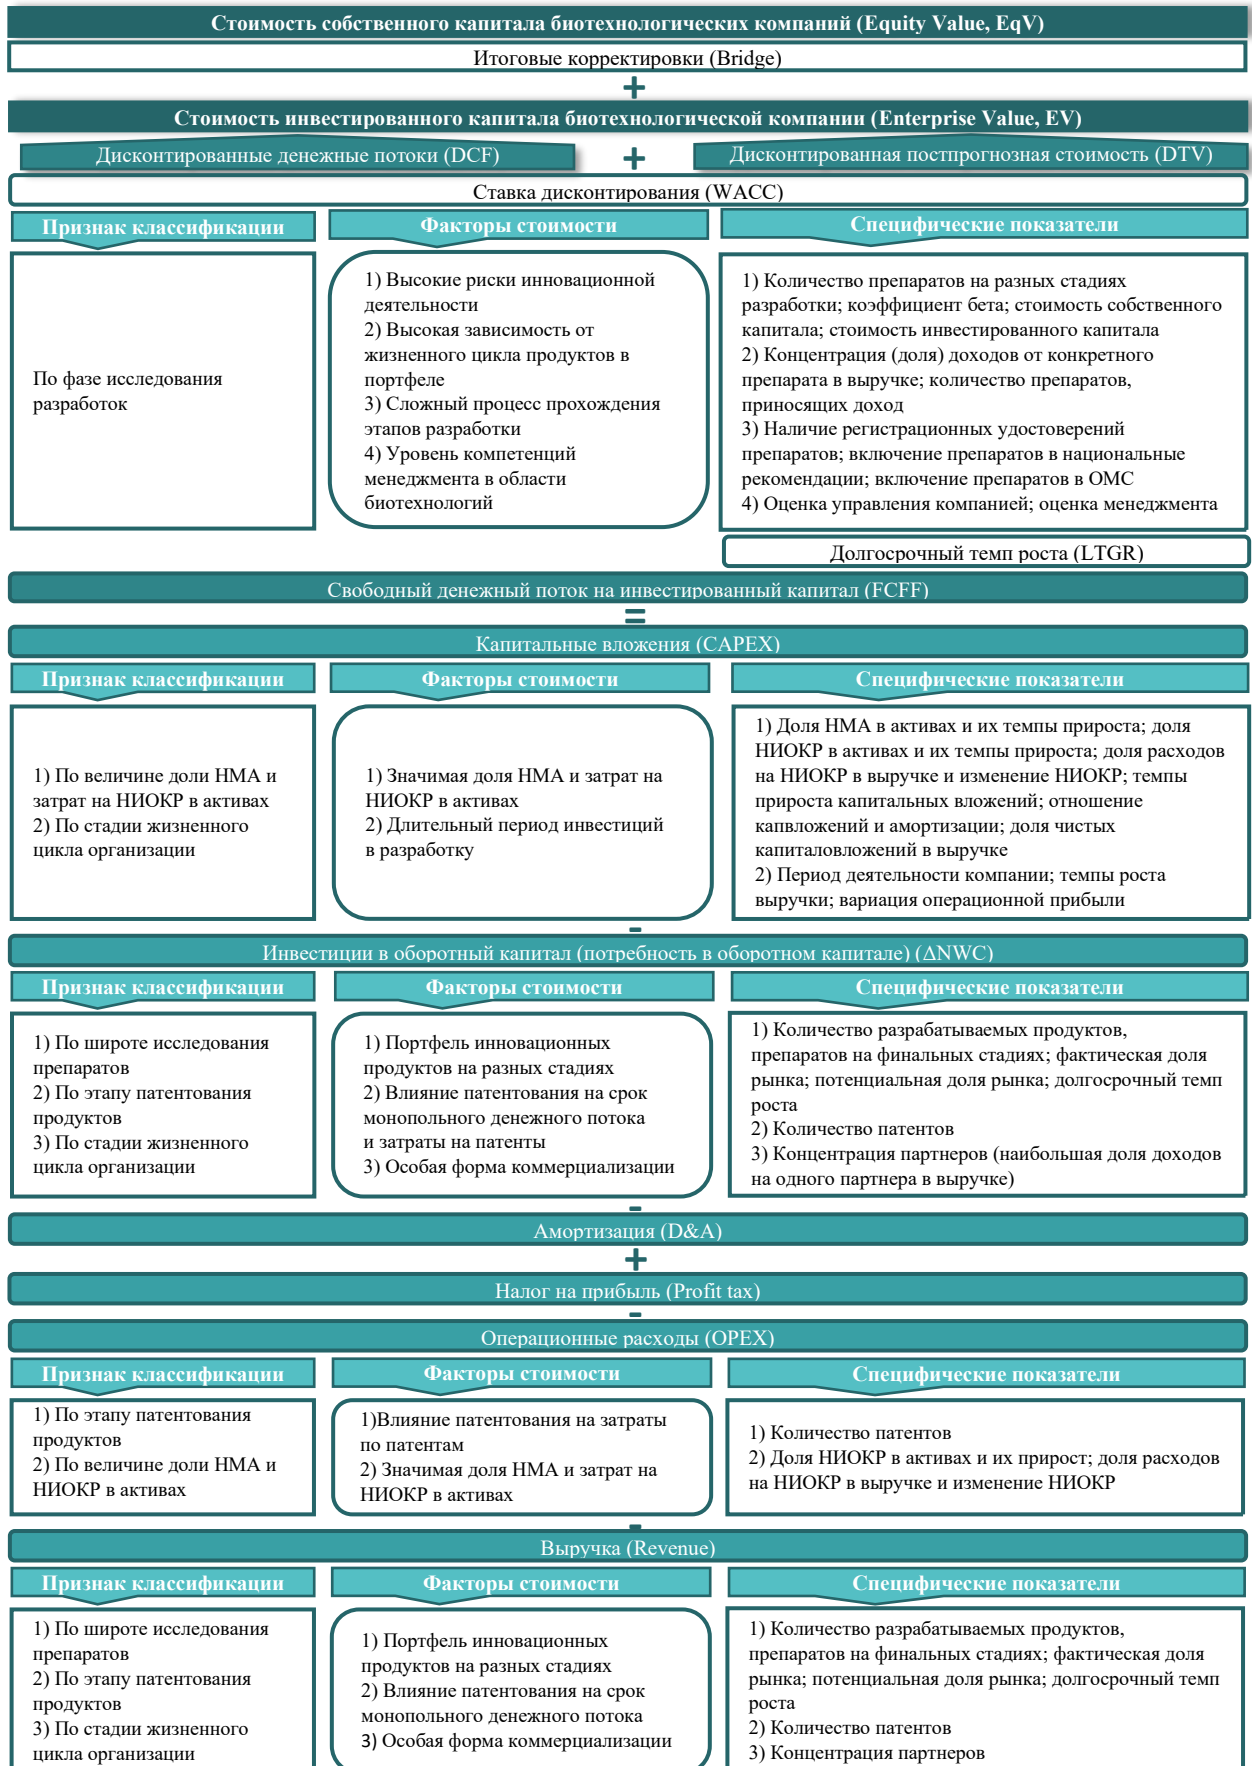 Стоимость собственного капитала биотехнологических компаний (Equity Value, EqV)
Итоговые корректировки (Bridge)
+
Стоимость инвестированного капитала биотехнологической компании (Enterprise Value, EV)
Дисконтированные денежные потоки (DCF)
+
Дисконтированная постпрогнозная стоимость (DTV)
Ставка дисконтирования (WACC)
Признак классификации
Факторы стоимости
Специфические показатели
По фазе исследования
разработок
1) Высокие риски инновационной
деятельности
2) Высокая зависимость от
жизненного цикла продуктов в
портфеле
3) Сложный процесс прохождения
этапов разработки
4) Уровень компетенций
менеджмента в области
биотехнологий
1) Количество препаратов на разных стадиях
разработки; коэффициент бета; стоимость собственного
капитала; стоимость инвестированного капитала
2) Концентрация (доля) доходов от конкретного
препарата в выручке; количество препаратов,
приносящих доход
3) Наличие регистрационных удостоверений
препаратов; включение препаратов в национальные
рекомендации; включение препаратов в ОМС
4) Оценка управления компанией; оценка менеджмента
Долгосрочный темп роста (LTGR)
Свободный денежный поток на инвестированный капитал (FCFF)
=
Капитальные вложения (CAPEX)
Признак классификации
Факторы стоимости
Специфические показатели
1) По величине доли НМА и
затрат на НИОКР в активах
2) По стадии жизненного
цикла организации
1) Значимая доля НМА и затрат на
НИОКР в активах
2) Длительный период инвестиций
в разработку
1) Доля НМА в активах и их темпы прироста; доля
НИОКР в активах и их темпы прироста; доля расходов
на НИОКР в выручке и изменение НИОКР; темпы
прироста капитальных вложений; отношение
капвложений и амортизации; доля чистых
капиталовложений в выручке
2) Период деятельности компании; темпы роста
выручки; вариация операционной прибыли
-
Инвестиции в оборотный капитал (потребность в оборотном капитале) (ΔNWC)
Признак классификации
Факторы стоимости
Специфические показатели
1) По широте исследования
препаратов
2) По этапу патентования
продуктов
3) По стадии жизненного
цикла организации
1) Портфель инновационных
продуктов на разных стадиях
2) Влияние патентования на срок
монопольного денежного потока
и затраты на патенты
3) Особая форма коммерциализации
1) Количество разрабатываемых продуктов,
препаратов на финальных стадиях; фактическая доля
рынка; потенциальная доля рынка; долгосрочный темп
роста
2) Количество патентов
3) Концентрация партнеров (наибольшая доля доходов
на одного партнера в выручке)
-
Амортизация (D&A)
+
Налог на прибыль (Profit tax)
-
Операционные расходы (OPEX)
Признак классификации
Факторы стоимости
Специфические показатели
1) По этапу патентования
продуктов
2) По величине доли НМА и
НИОКР в активах
1)Влияние патентования на затраты
по патентам
2) Значимая доля НМА и затрат на
НИОКР в активах
1) Количество патентов
2) Доля НИОКР в активах и их прирост; доля расходов
на НИОКР в выручке и изменение НИОКР
-
Выручка (Revenue)
Признак классификации
Факторы стоимости
Специфические показатели
1) По широте исследования
препаратов
2) По этапу патентования
продуктов
3) По стадии жизненного
цикла организации
1) Портфель инновационных
продуктов на разных стадиях
2) Влияние патентования на срок
монопольного денежного потока
3) Особая форма коммерциализации
1) Количество разрабатываемых продуктов,
препаратов на финальных стадиях; фактическая доля
рынка; потенциальная доля рынка; долгосрочный темп
роста
2) Количество патентов
3) Концентрация партнеров